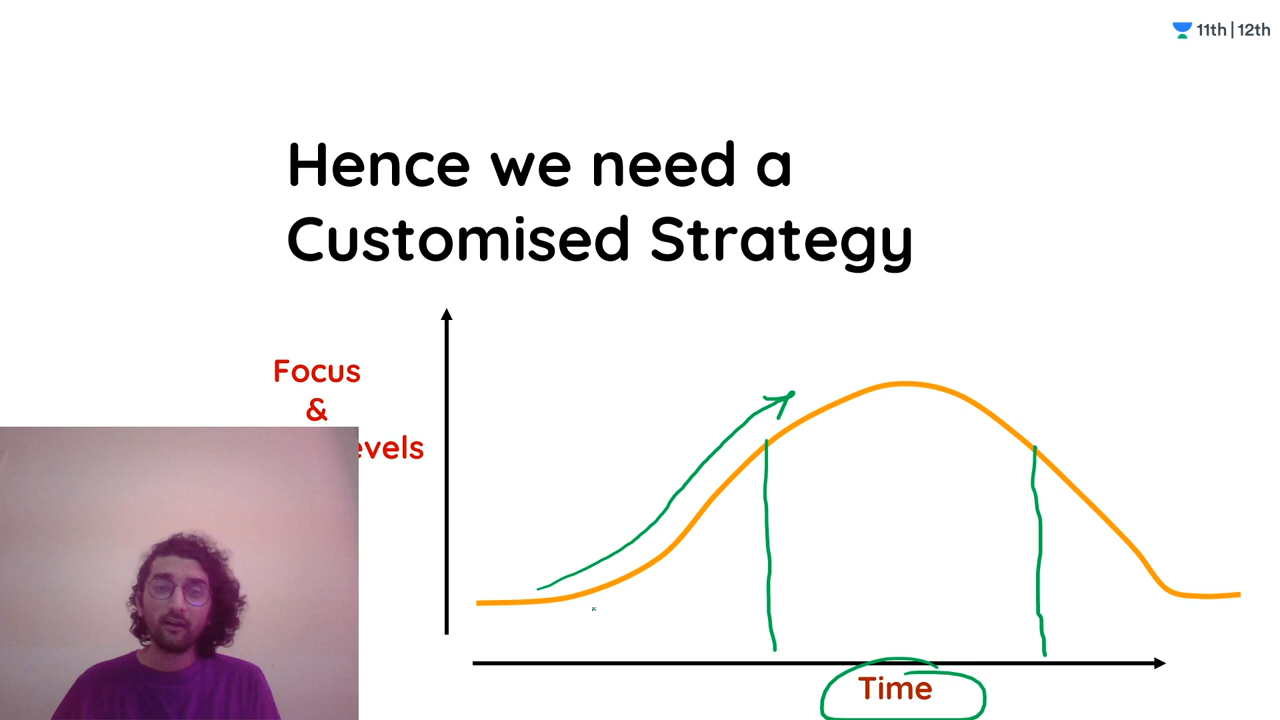 11th | 12th
Hence we need a
Customised Strategy
Focus
&
evels
Time